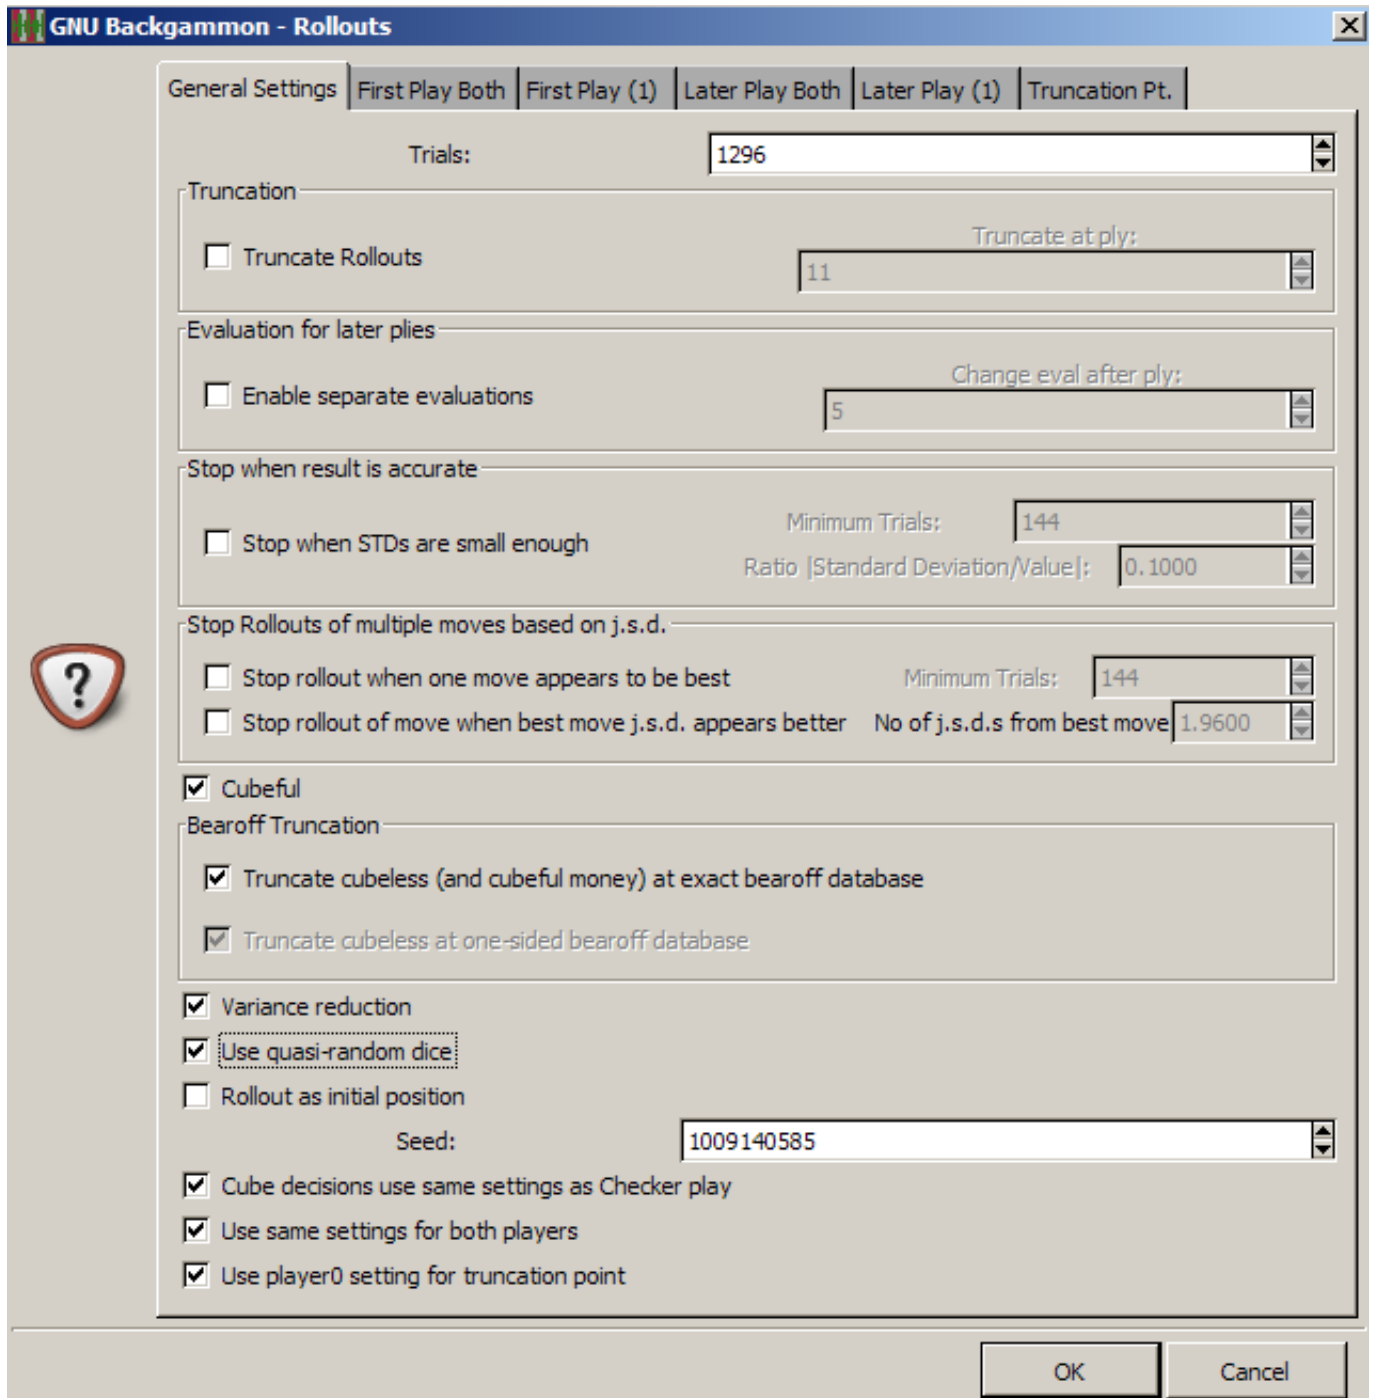 GNU Backgammon - Rollouts
General Settings First Play Both First Play (1) Later Play Both Later Play (1) Truncation Pt.
Trials: 1296
Truncation
Truncate at ply:
Truncate Rollouts 11
Evaluation for later plies
Change eval after ply:
Enable separate evaluations 5
Stop when result is accurate
Minimum Trials: 144
Stop when STDs are small enough
Ratio |Standard Deviation/Value|: 0.1000
Stop Rollouts of multiple moves based on j.s.d.
Stop rollout when one move appears to be best Minimum Trials: 144
Stop rollout of move when best move j.s.d. appears better No of j.s.d.s from best move 1.9600
Cubeful
Bearoff Truncation
Truncate cubeless (and cubeful money) at exact bearoff database
Truncate cubeless at one-sided bearoff database
Variance reduction
Use quasi-random dice
Rollout as initial position
Seed: 1009140585
Cube decisions use same settings as Checker play
Use same settings for both players
Use player0 setting for truncation point
OK Cancel